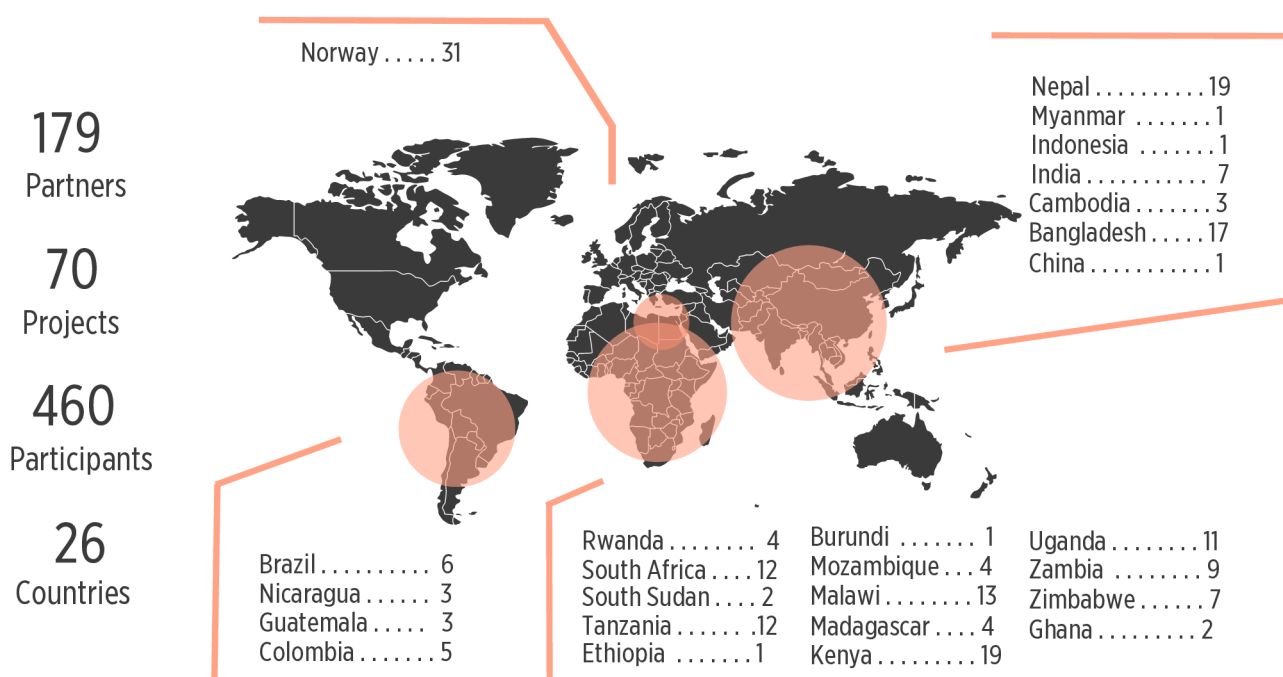 179
Partners
70
Projects
460
Participants
26
Countries
Norway ..... 31
Nepal .......... 19
Myanmar .......1
Indonesia .......1
India ........... 7
Cambodia ....... 3
Bangladesh ..... 17
China .......... 1
Brazil .......... 6
Nicaragua ...... 3
Guatemala ..... 3
Colombia ....... 5
Rwanda ........ 4
South Africa .... 12
South Sudan .... 2
Tanzania ....... .12
Ethiopia ....... 1
Burundi ....... 1
Mozambique ... 4
Malawi ........ 13
Madagascar .... 4
Kenya ......... 19
Uganda ......... 11
Zambia ........ 9
Zimbabwe ...... 7
Ghana ......... 2